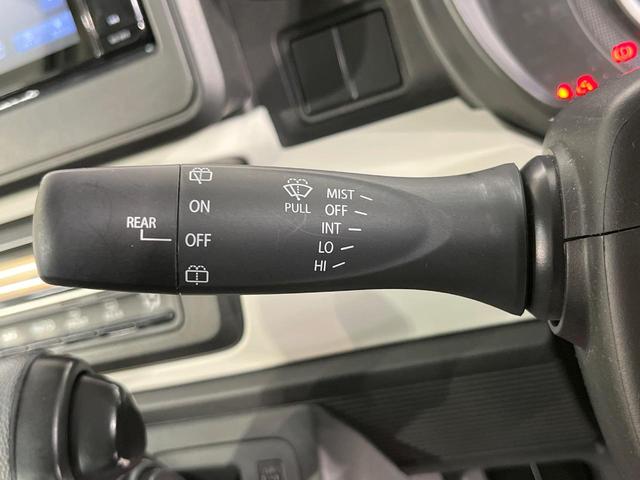 REAR
ON
OFF
PULL
MIST
OFF
INT
LO
HI